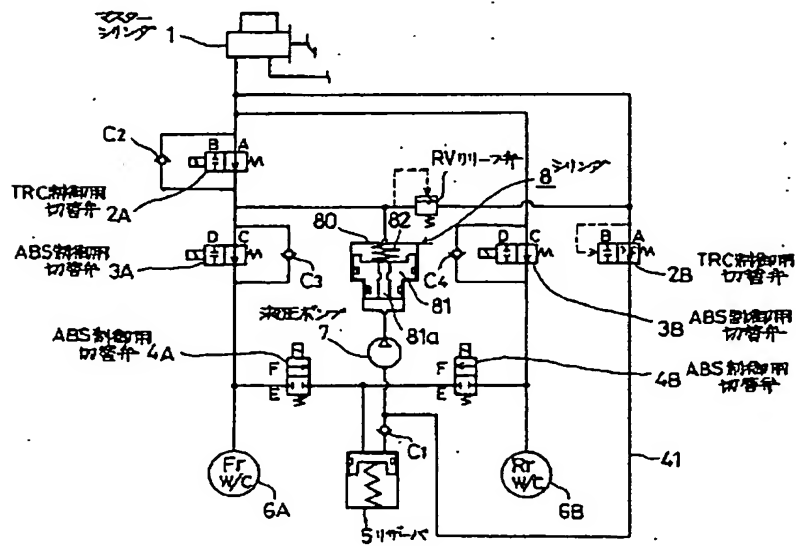 マスター
シリンダ 1
C2
B A
TRC制御用
切替弁 2A
RVリリーフ弁
8 シリンダ
80 82
D C
ABS制御用
切替弁 3A
C3
D C
C4
B A
2B
TRC制御用
切替弁
81
81a
3B ABS制御用
切替弁
液圧ポンプ
7
ABS制御用
切替弁 4A
F
E
F
E
4B ABS制御用
切替弁
C1
41
Fr
W/C
6A
Rr
W/C
6B
5 リザーバ